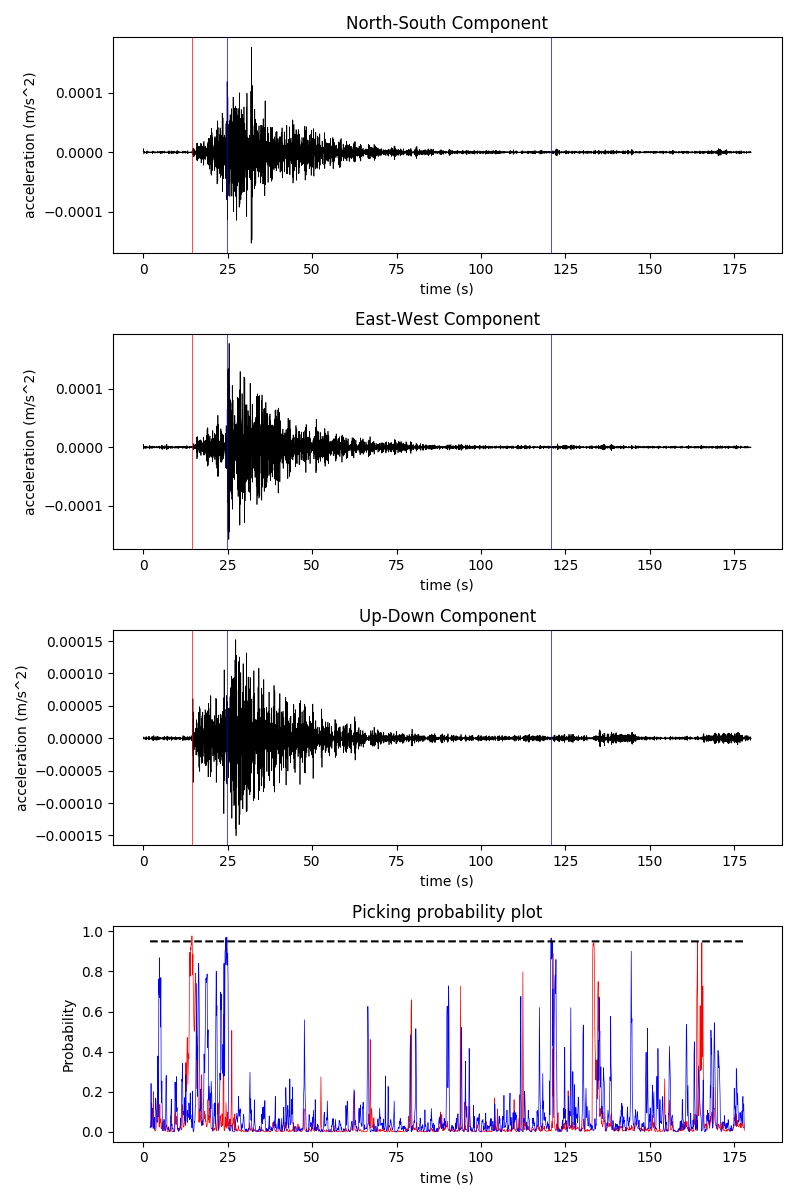 North-South Component
acceleration (m/s^2)
0.0001
0.0000
−0.0001
0 25 50 75 100 125 150 175
time (s)
East-West Component
acceleration (m/s^2)
0.0001
0.0000
−0.0001
0 25 50 75 100 125 150 175
time (s)
Up-Down Component
acceleration (m/s^2)
0.00015
0.00010
0.00005
0.00000
−0.00005
−0.00010
−0.00015
0 25 50 75 100 125 150 175
time (s)
Picking probability plot
Probability
1.0
0.8
0.6
0.4
0.2
0.0
0 25 50 75 100 125 150 175
time (s)